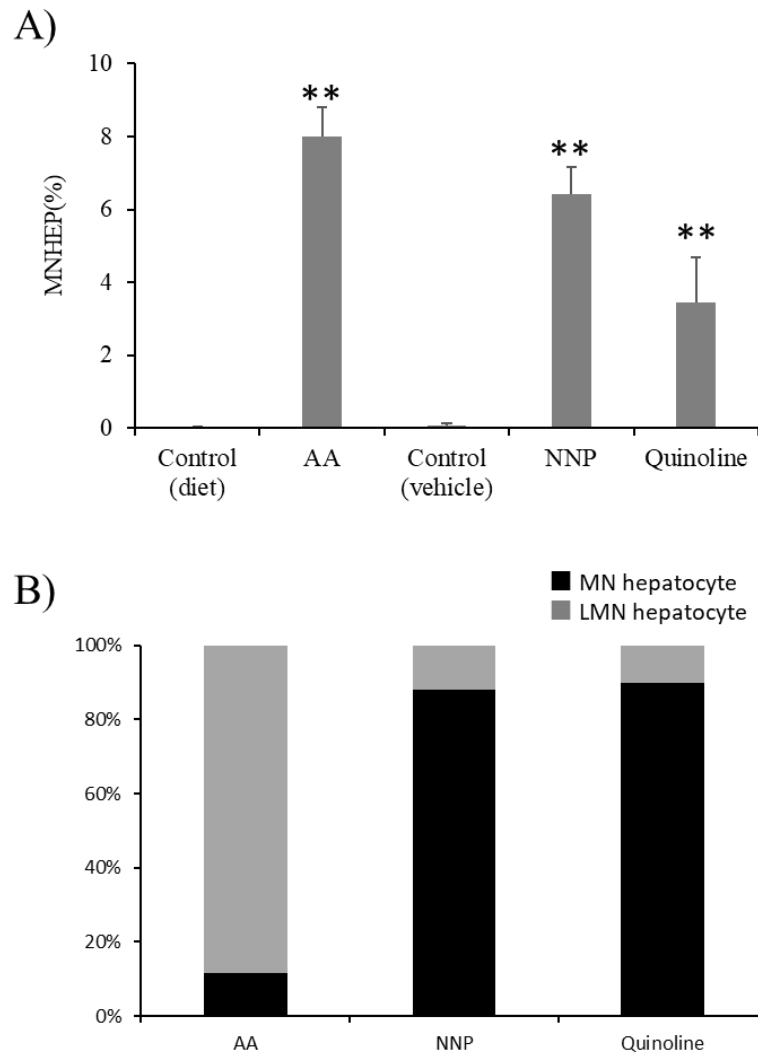 A)
10
8
6
4
2
0
MNHEP(%)
**
**
**
Control
(diet)
AA
Control
(vehicle)
NNP
Quinoline
B)
MN hepatocyte
LMN hepatocyte
100%
80%
60%
40%
20%
0%
AA
NNP
Quinoline